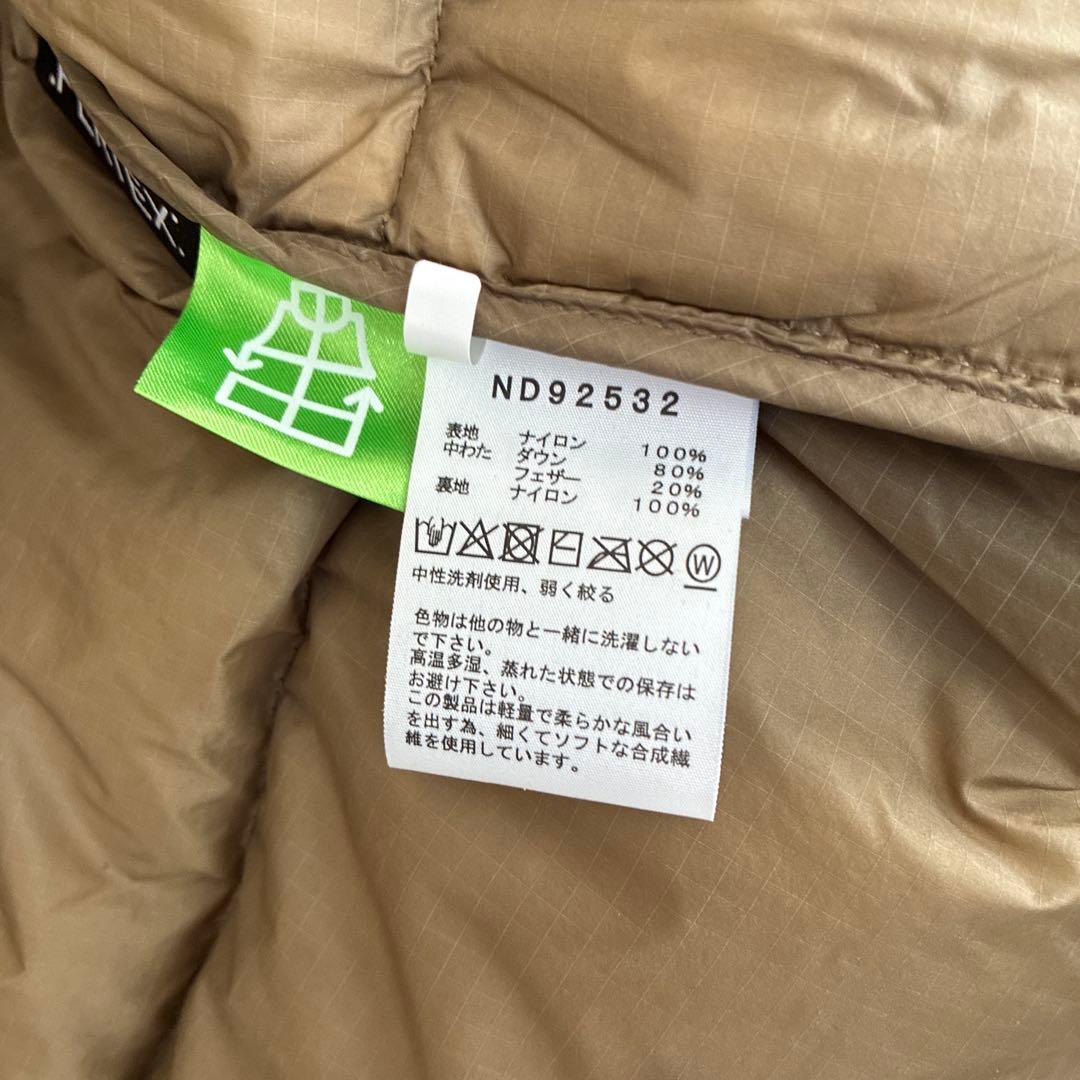 ND92532
表地 ナイロン 100%
中わた ダウン 80%
フェザー 20%
裏地 ナイロン 100%
W
中性洗剤使用、弱く絞る
色物は他の物と一緒に洗濯しない
で下さい。
高温多湿、蒸れた状態での保存は
お避け下さい。
この製品は軽量で柔らかな風合い
を出す為、細くてソフトな合成繊
維を使用しています。